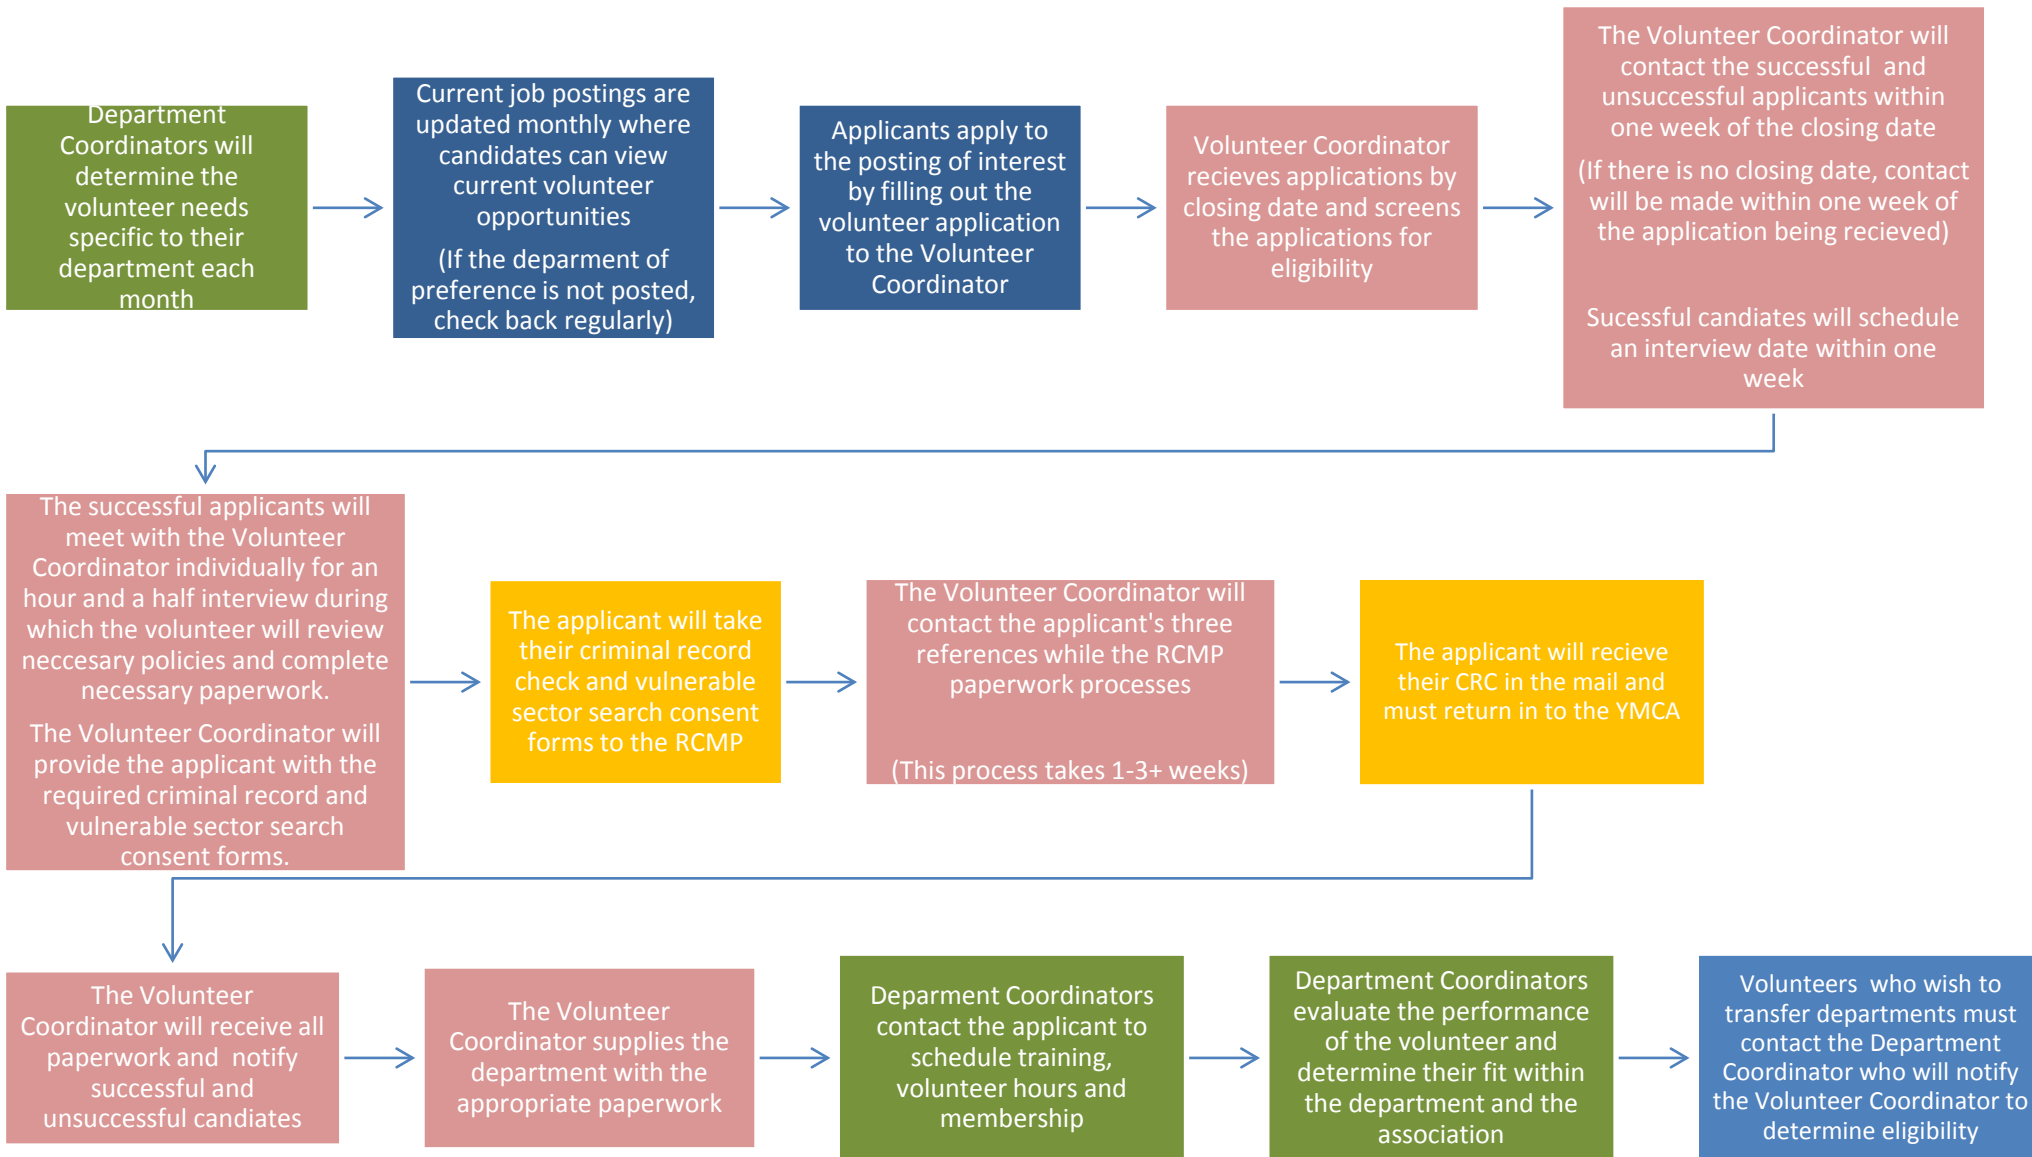 Department
Coordinators will
determine the
volunteer needs
specific to their
department each
month
Current job postings are
updated monthly where
candidates can view
current volunteer
opportunities
(If the deparment of
preference is not posted,
check back regularly)
Applicants apply to
the posting of interest
by filling out the
volunteer application
to the Volunteer
Coordinator
Volunteer Coordinator
recieves applications by
closing date and screens
the applications for
eligibility
The Volunteer Coordinator will
contact the successful and
unsuccessful applicants within
one week of the closing date
(If there is no closing date, contact
will be made within one week of
the application being recieved)
Sucessful candiates will schedule
an interview date within one
week
The successful applicants will
meet with the Volunteer
Coordinator individually for an
hour and a half interview during
which the volunteer will review
neccesary policies and complete
necessary paperwork.
The Volunteer Coordinator will
provide the applicant with the
required criminal record and
vulnerable sector search
consent forms.
The applicant will take
their criminal record
check and vulnerable
sector search consent
forms to the RCMP
The Volunteer Coordinator will
contact the applicant's three
references while the RCMP
paperwork processes
(This process takes 1-3+ weeks)
The applicant will recieve
their CRC in the mail and
must return in to the YMCA
The Volunteer
Coordinator will receive all
paperwork and notify
successful and
unsuccessful candiates
The Volunteer
Coordinator supplies the
department with the
appropriate paperwork
Deparment Coordinators
contact the applicant to
schedule training,
volunteer hours and
membership
Department Coordinators
evaluate the performance
of the volunteer and
determine their fit within
the department and the
association
Volunteers who wish to
transfer departments must
contact the Department
Coordinator who will notify
the Volunteer Coordinator to
determine eligibility